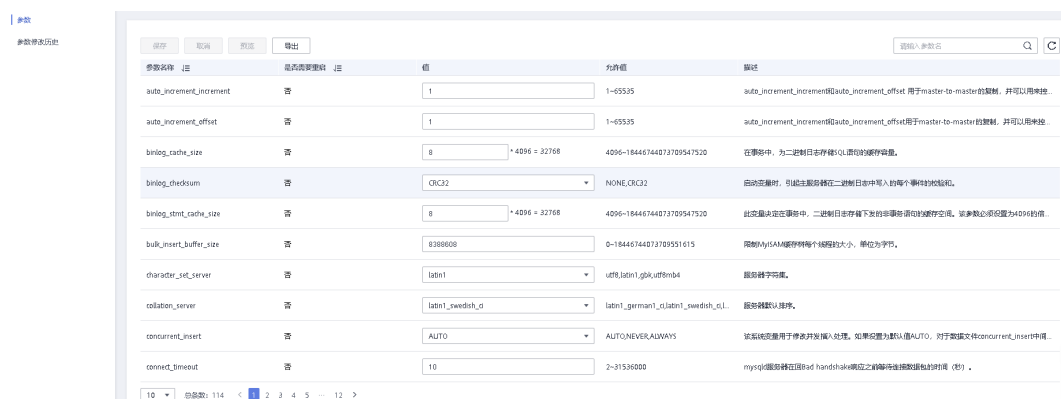 参数
参数修改历史
保存 取消 预览 导出 请输入参数名
参数名称 是否需要重启 值 允许值 描述
auto_increment_increment 否 1 1~65535 auto_increment_increment和auto_increment_offset 用于master-to-master的复制，并可以用来控...
auto_increment_offset 否 1 1~65535 auto_increment_increment和auto_increment_offset用于master-to-master的复制，并可以用来控...
binlog_cache_size 否 8 * 4096 = 32768 4096~18446744073709547520 在事务中，为二进制日志存储SQL语句的缓存容量。
binlog_checksum 否 CRC32 NONE,CRC32 启动变量时，引起主服务器在二进制日志中写入的每个事件的校验和。
binlog_stmt_cache_size 否 8 * 4096 = 32768 4096~18446744073709547520 此变量决定在事务中，二进制日志存储下发的非事务语句的缓存空间。该参数必须设置为4096的倍...
bulk_insert_buffer_size 否 8388608 0~18446744073709551615 限制MyISAM缓存树每个线程的大小，单位为字节。
character_set_server 否 latin1 utf8,latin1,gbk,utf8mb4 服务器字符集。
collation_server 否 latin1_swedish_ci latin1_german1_ci,latin1_swedish_ci,l... 服务器默认排序。
concurrent_insert 否 AUTO AUTO,NEVER,ALWAYS 该系统变量用于修改并发插入处理。如果设置为默认值AUTO，对于数据文件concurrent_insert中间...
connect_timeout 否 10 2~31536000 mysqld服务器在回Bad handshake响应之前等待连接数据包的时间（秒）。
10 总条数：114 < 1 2 3 4 5 ... 12 >